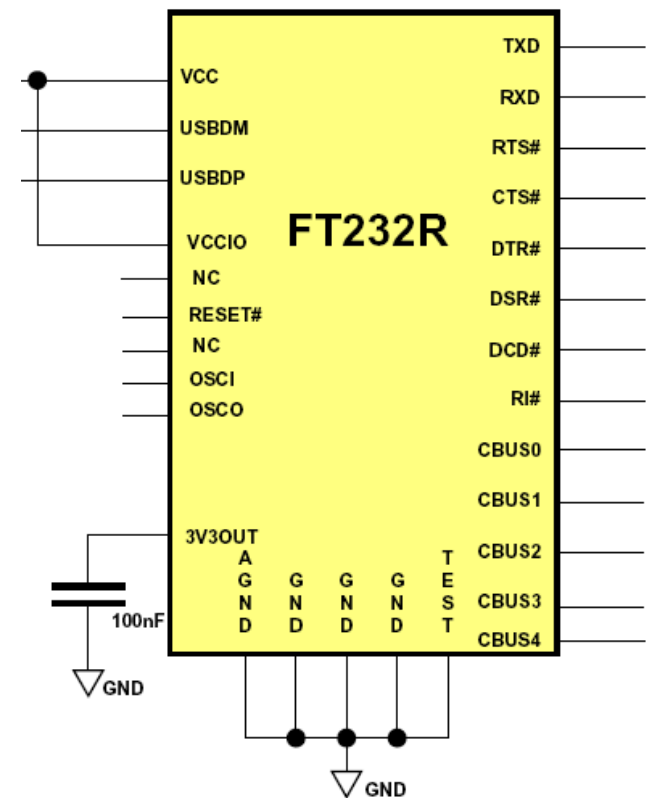 VCC
USBDM
USBDP
VCCIO
NC
RESET#
NC
OSCI
OSCO
3V3OUT
100nF
GND
FT232R
TXD
RXD
RTS#
CTS#
DTR#
DSR#
DCD#
RI#
CBUS0
CBUS1
CBUS2
CBUS3
CBUS4
AGND
GND
GND
GND
TEST
GND